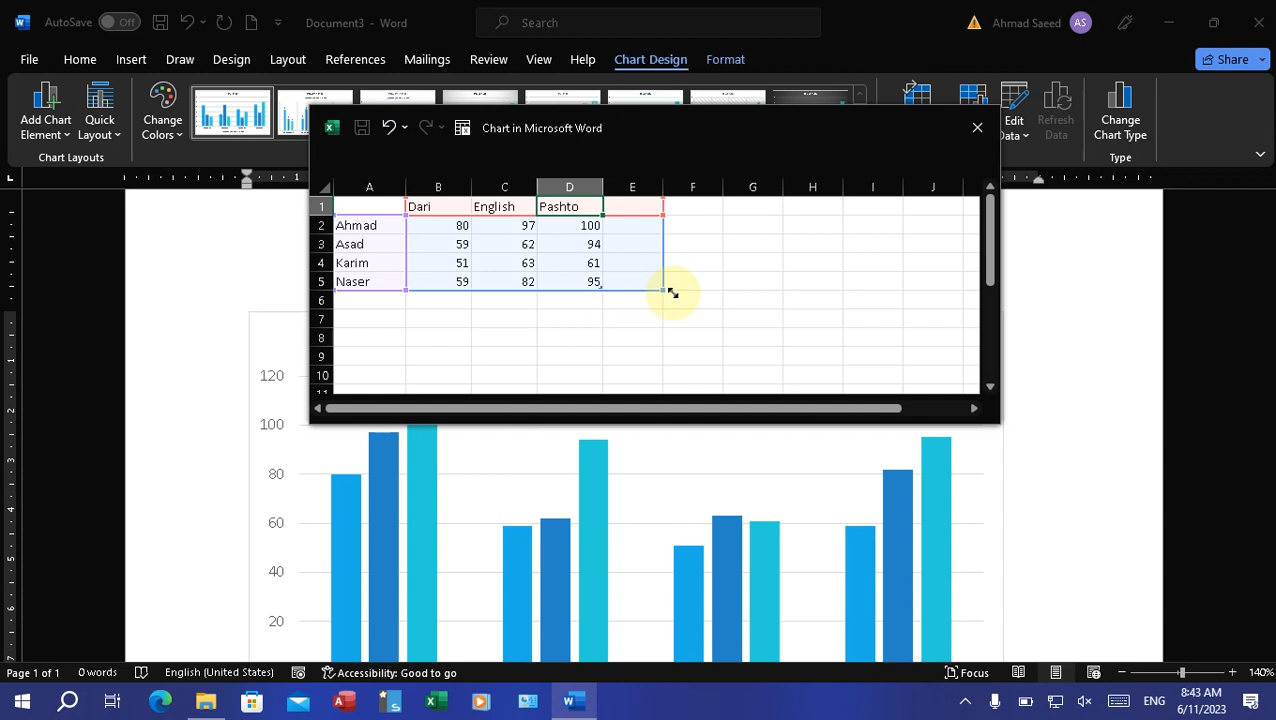 AutoSave Off Document3 - Word Search Ahmad Saeed AS
File Home Insert Draw Design Layout References Mailings Review View Help Chart Design Format Share
Add Chart Element Quick Layout Change Colors Edit Data Refresh Data Change Chart Type
Chart Layouts Type
Chart in Microsoft Word
A B C D E F G H I J
1 Dari English Pashto
2 Ahmad 80 97 100
3 Asad 59 62 94
4 Karim 51 63 61
5 Naser 59 82 95
6
7
8
9
10
11
120
100
80
60
40
20
Page 1 of 1 0 words English (United States) Accessibility: Good to go Focus 140%
ENG 8:43 AM
6/11/2023